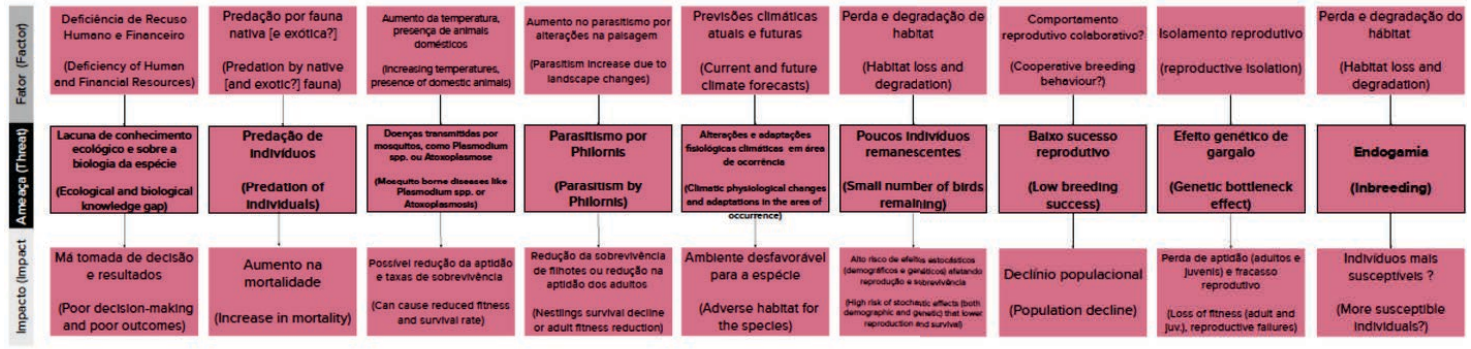 Fator (Factor)
Deficiência de Recuso
Humano e Financeiro
(Deficiency of Human
and Financial Resources)
Predação por fauna
nativa [e exótica?]
(Predation by native
[and exotic?] fauna)
Aumento da temperatura,
presença de animais
domésticos
(Increasing temperatures,
presence of domestic animals)
Aumento no parasitismo por
alterações na paisagem
(Parasitism increase due to
landscape changes)
Previsões climáticas
atuais e futuras
(Current and future
climate forecasts)
Perda e degradação de
habitat
(Habitat loss and
degradation)
Comportamento
reprodutivo colaborativo?
(Cooperative breeding
behaviour?)
Isolamento reprodutivo
(reproductive isolation)
Perda e degradação do
hábitat
(Habitat loss and
degradation)
Ameaça (Threat)
Lacuna de conhecimento
ecológico e sobre a
biologia da espécie
(Ecological and biological
knowledge gap)
Predação de
indivíduos
(Predation of
individuals)
Doenças transmitidas por
mosquitos, como Plasmodium
spp. ou Atoxoplasmose
(Mosquito borne diseases like
Plasmodium spp. or
Atoxoplasmosis)
Parasitismo por
Philornis
(Parasitism by
Philornis)
Alterações e adaptações
fisiológicas climáticas em área
de ocorrência
(Climatic physiological changes
and adaptations in the area of
occurrence)
Poucos indivíduos
remanescentes
(Small number of birds
remaining)
Baixo sucesso
reprodutivo
(Low breeding
success)
Efeito genético de
gargalo
(Genetic bottleneck
effect)
Endogamia
(Inbreeding)
Impacto (Impact
Má tomada de decisão
e resultados
(Poor decision-making
and poor outcomes)
Aumento na
mortalidade
(Increase in mortality)
Possível redução da aptidão
e taxas de sobrevivência
(Can cause reduced fitness
and survival rate)
Redução da sobrevivência
de filhotes ou redução na
aptidão dos adultos
(Nestlings survival decline
or adult fitness reduction)
Ambiente desfavorável
para a espécie
(Adverse habitat for
the species)
Alto risco de efeitos estocásticos
(demográficos e genéticos) afetando
reprodução e sobrevivência
(High risk of stochastic effects (both
demographic and genetic) that lower
reproduction and survival)
Declínio populacional
(Population decline)
Perda de aptidão (adultos e
juvenis) e fracasso
reprodutivo
(Loss of fitness (adult and
juv.), reproductive failures)
Indivíduos mais
susceptíveis ?
(More susceptible
individuals?)